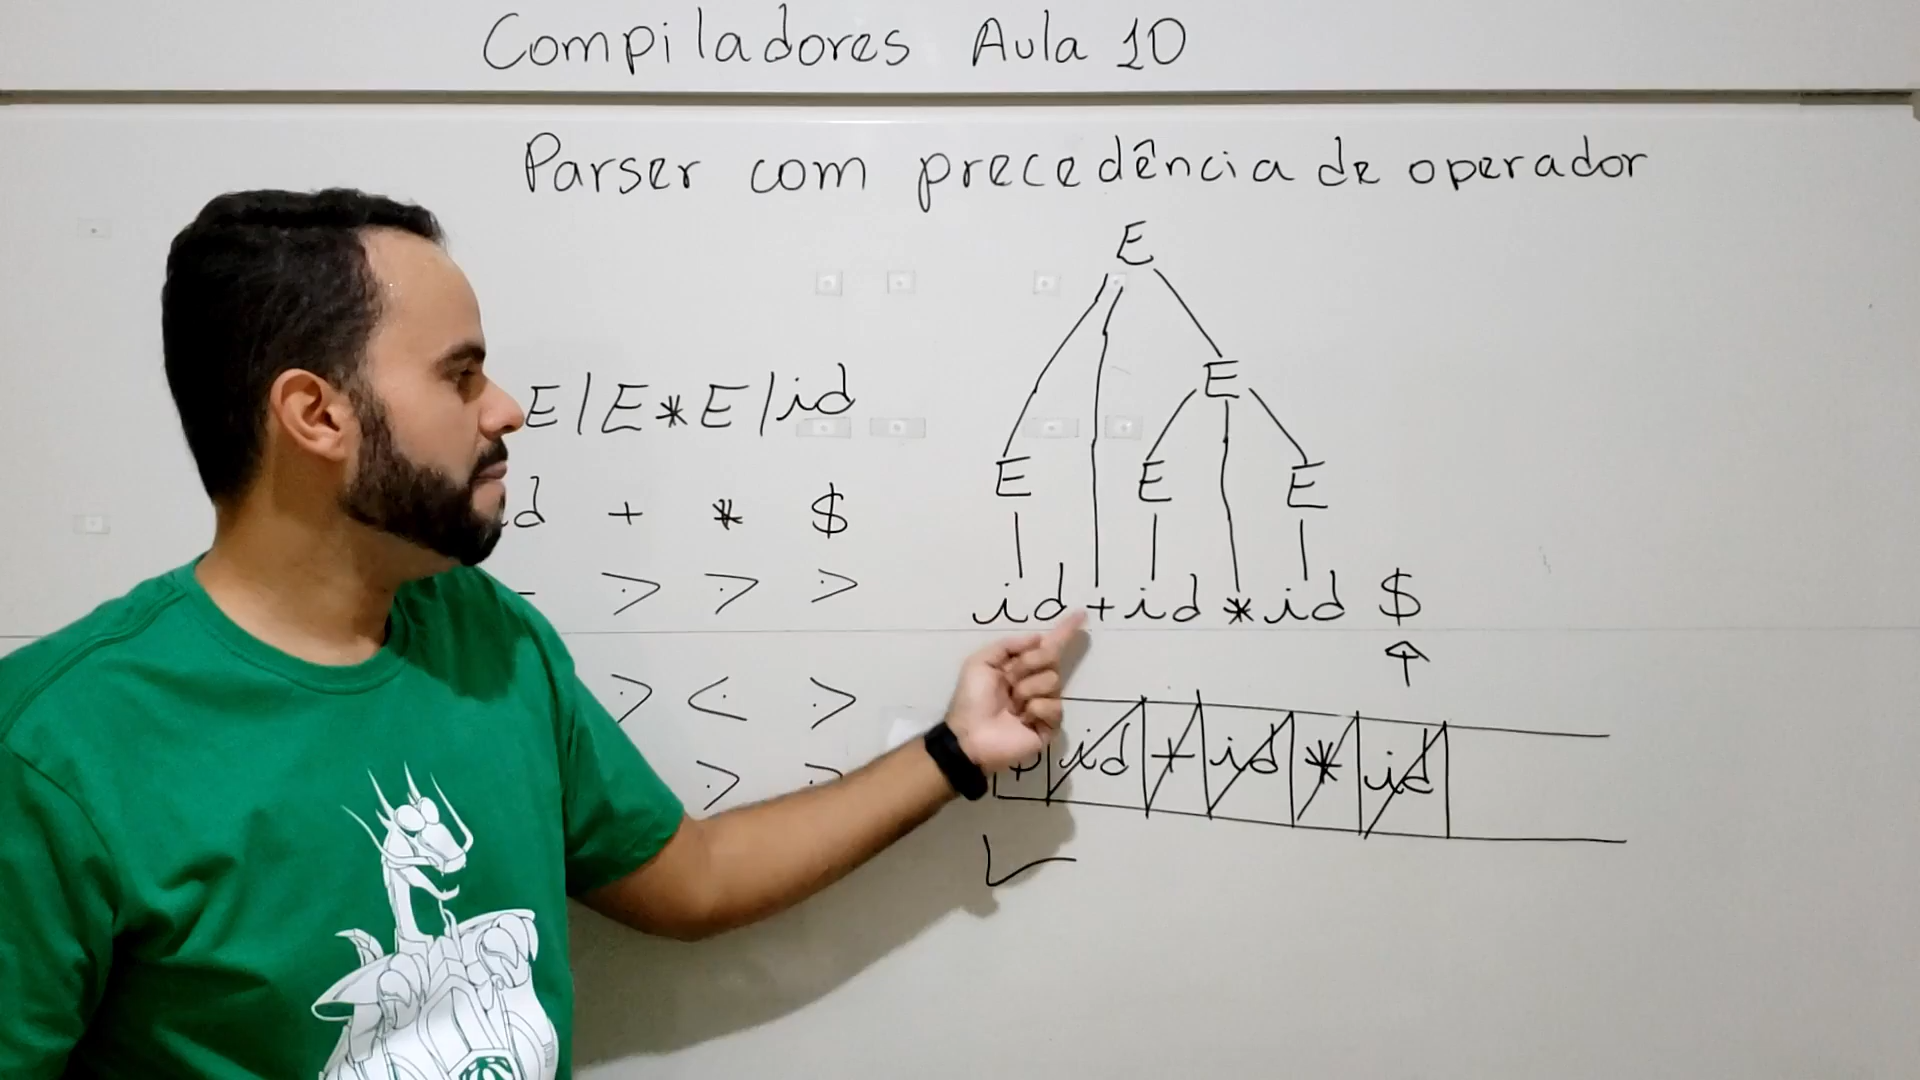 Compiladores Aula 10
Parser com precedência de operador
E
E
E|E*E|id
E E E
d + * $
⋗ ⋗ ⋗
id + id * id $
⋗ ⋖ ⋗
id + id * id
⋗